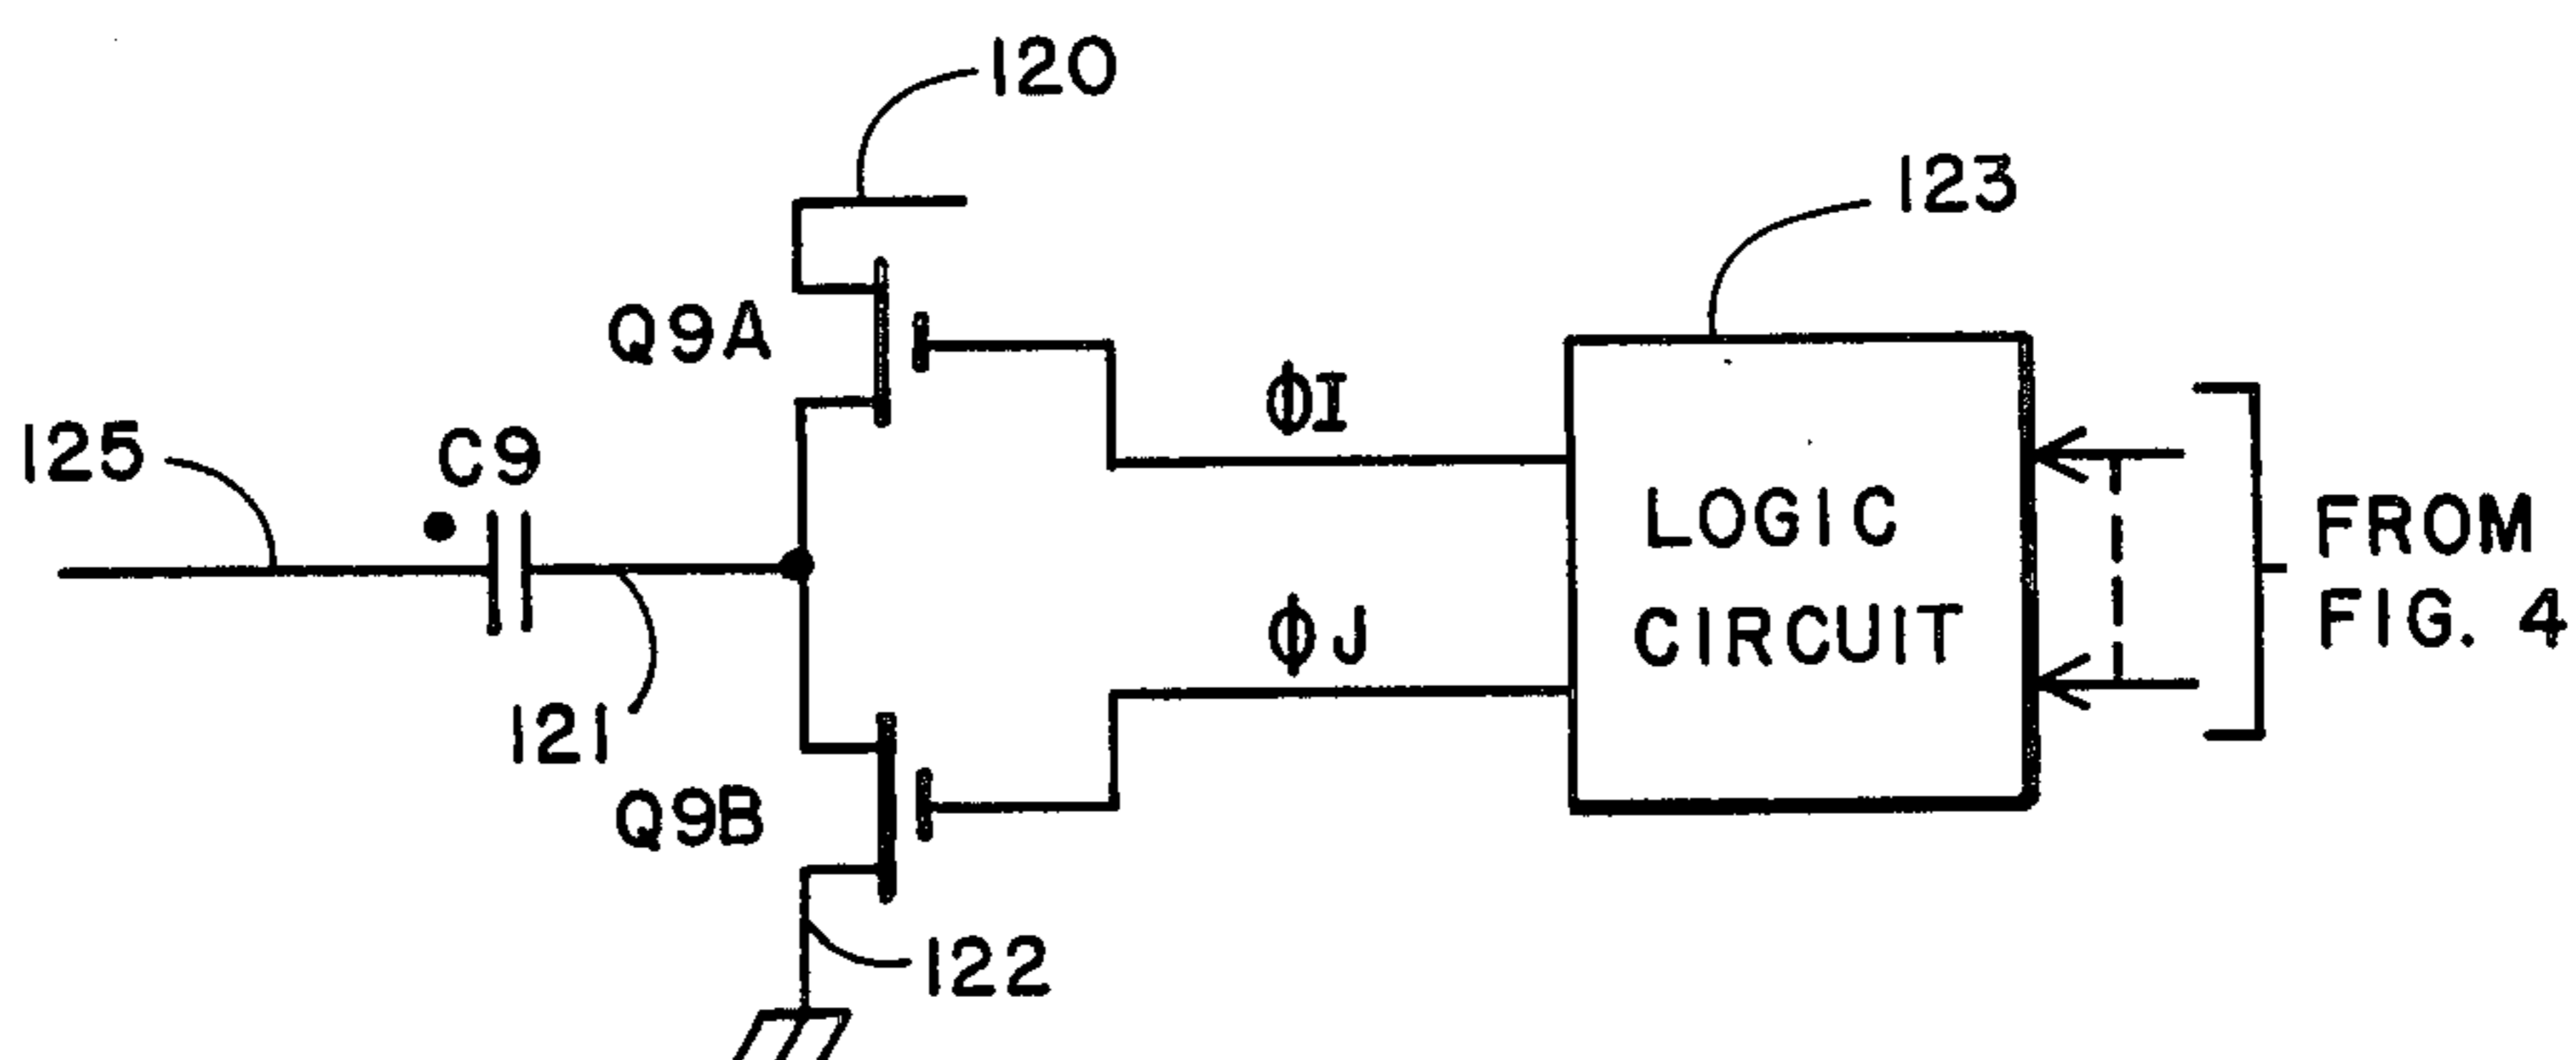 120
123
Q9A
ΦI
125
C9
LOGIC
CIRCUIT
FROM
FIG. 4
ΦJ
121
Q9B
122